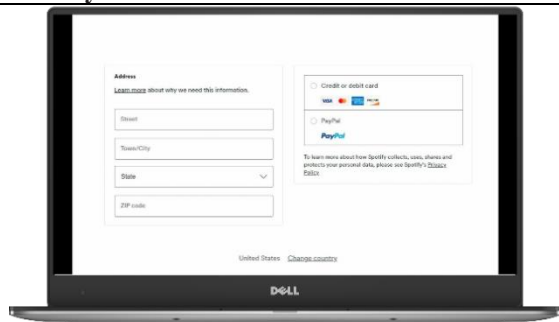 Address
Learn more about why we need this information.
Street
Town/City
State
ZIP code
Credit or debit card
VISA
PayPal
PayPal
To learn more about how Spotify collects, uses, shares and
protects your personal data, please see Spotify's Privacy
Policy
United States Change country
DELL